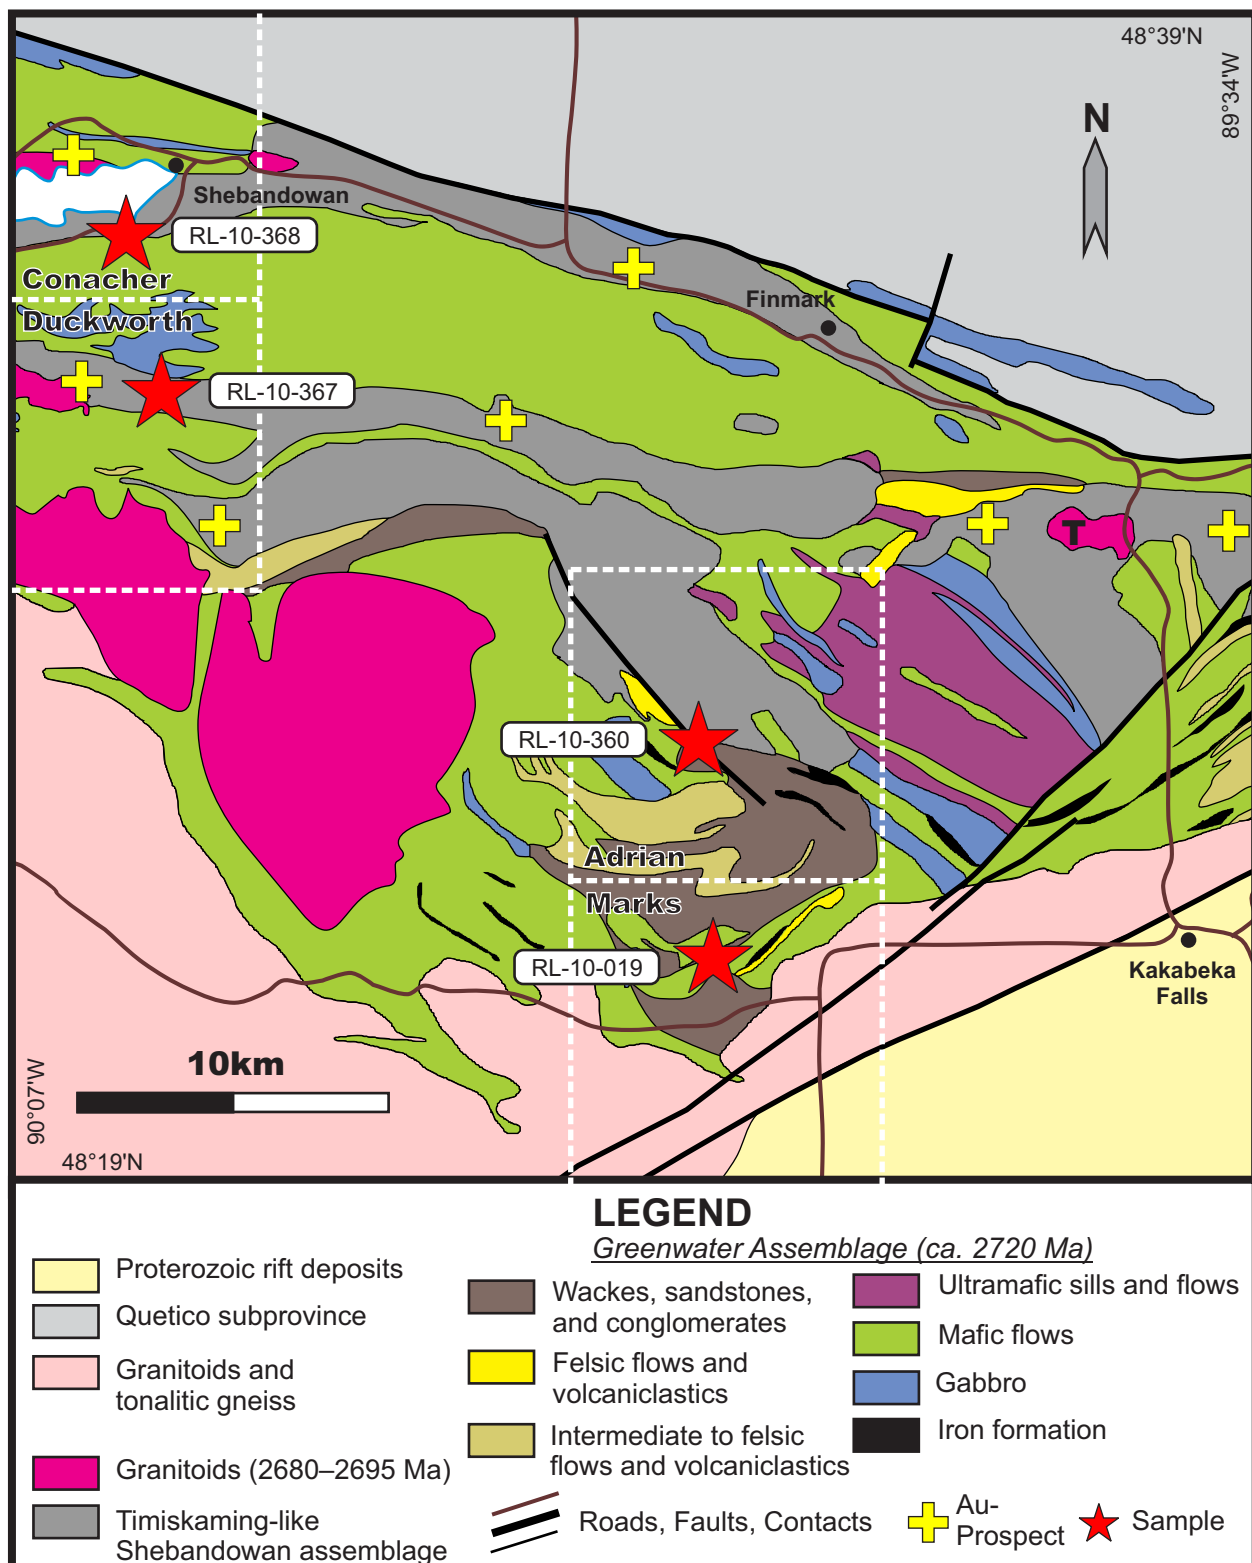 48°39'N
89°34'W
N
Shebandowan
RL-10-368
Conacher
Duckworth
Finmark
RL-10-367
T
RL-10-360
Adrian
Marks
RL-10-019
Kakabeka
Falls
10km
90°07'W
48°19'N
LEGEND
Greenwater Assemblage (ca. 2720 Ma)
Proterozoic rift deposits
Quetico subprovince
Granitoids and
tonalitic gneiss
Granitoids (2680–2695 Ma)
Timiskaming-like
Shebandowan assemblage
Wackes, sandstones,
and conglomerates
Felsic flows and
volcaniclastics
Intermediate to felsic
flows and volcaniclastics
Ultramafic sills and flows
Mafic flows
Gabbro
Iron formation
Roads, Faults, Contacts
Au-
Prospect
Sample